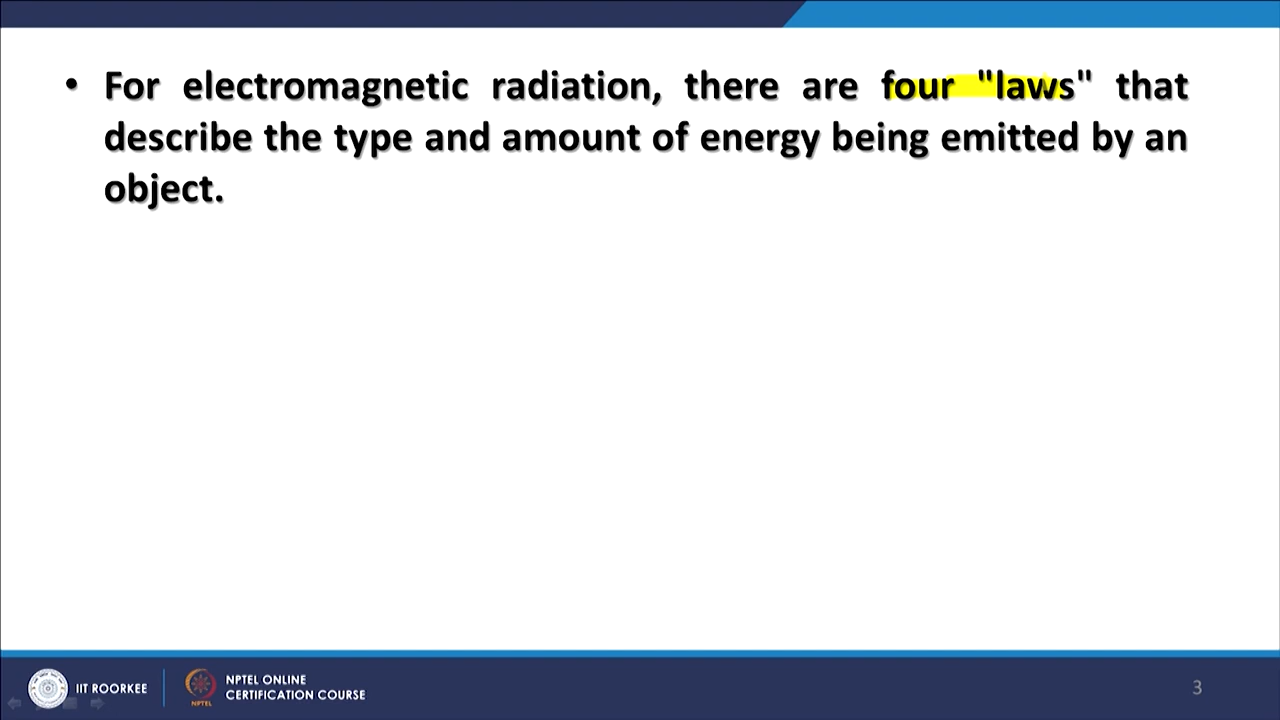 • For electromagnetic radiation, there are four "laws" that
describe the type and amount of energy being emitted by an
object.
IIT ROORKEE
NPTEL
NPTEL ONLINE
CERTIFICATION COURSE
3